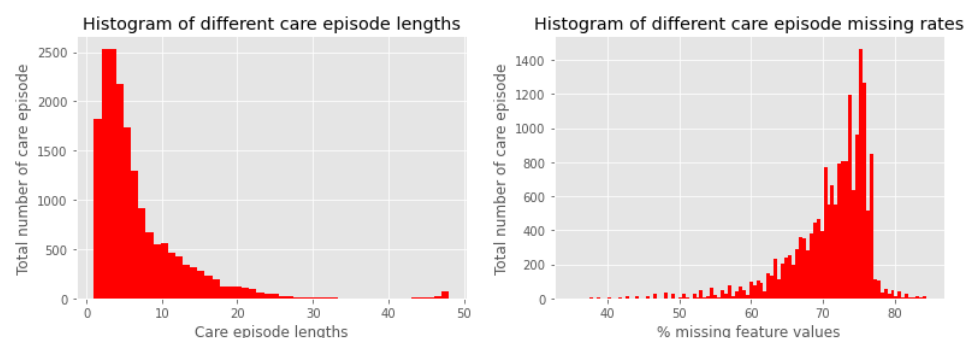 Histogram of different care episode lengths
Total number of care episode
2500
2000
1500
1000
500
0
0 10 20 30 40 50
Care episode lengths
Histogram of different care episode missing rates
Total number of care episode
1400
1200
1000
800
600
400
200
0
40 50 60 70 80
% missing feature values